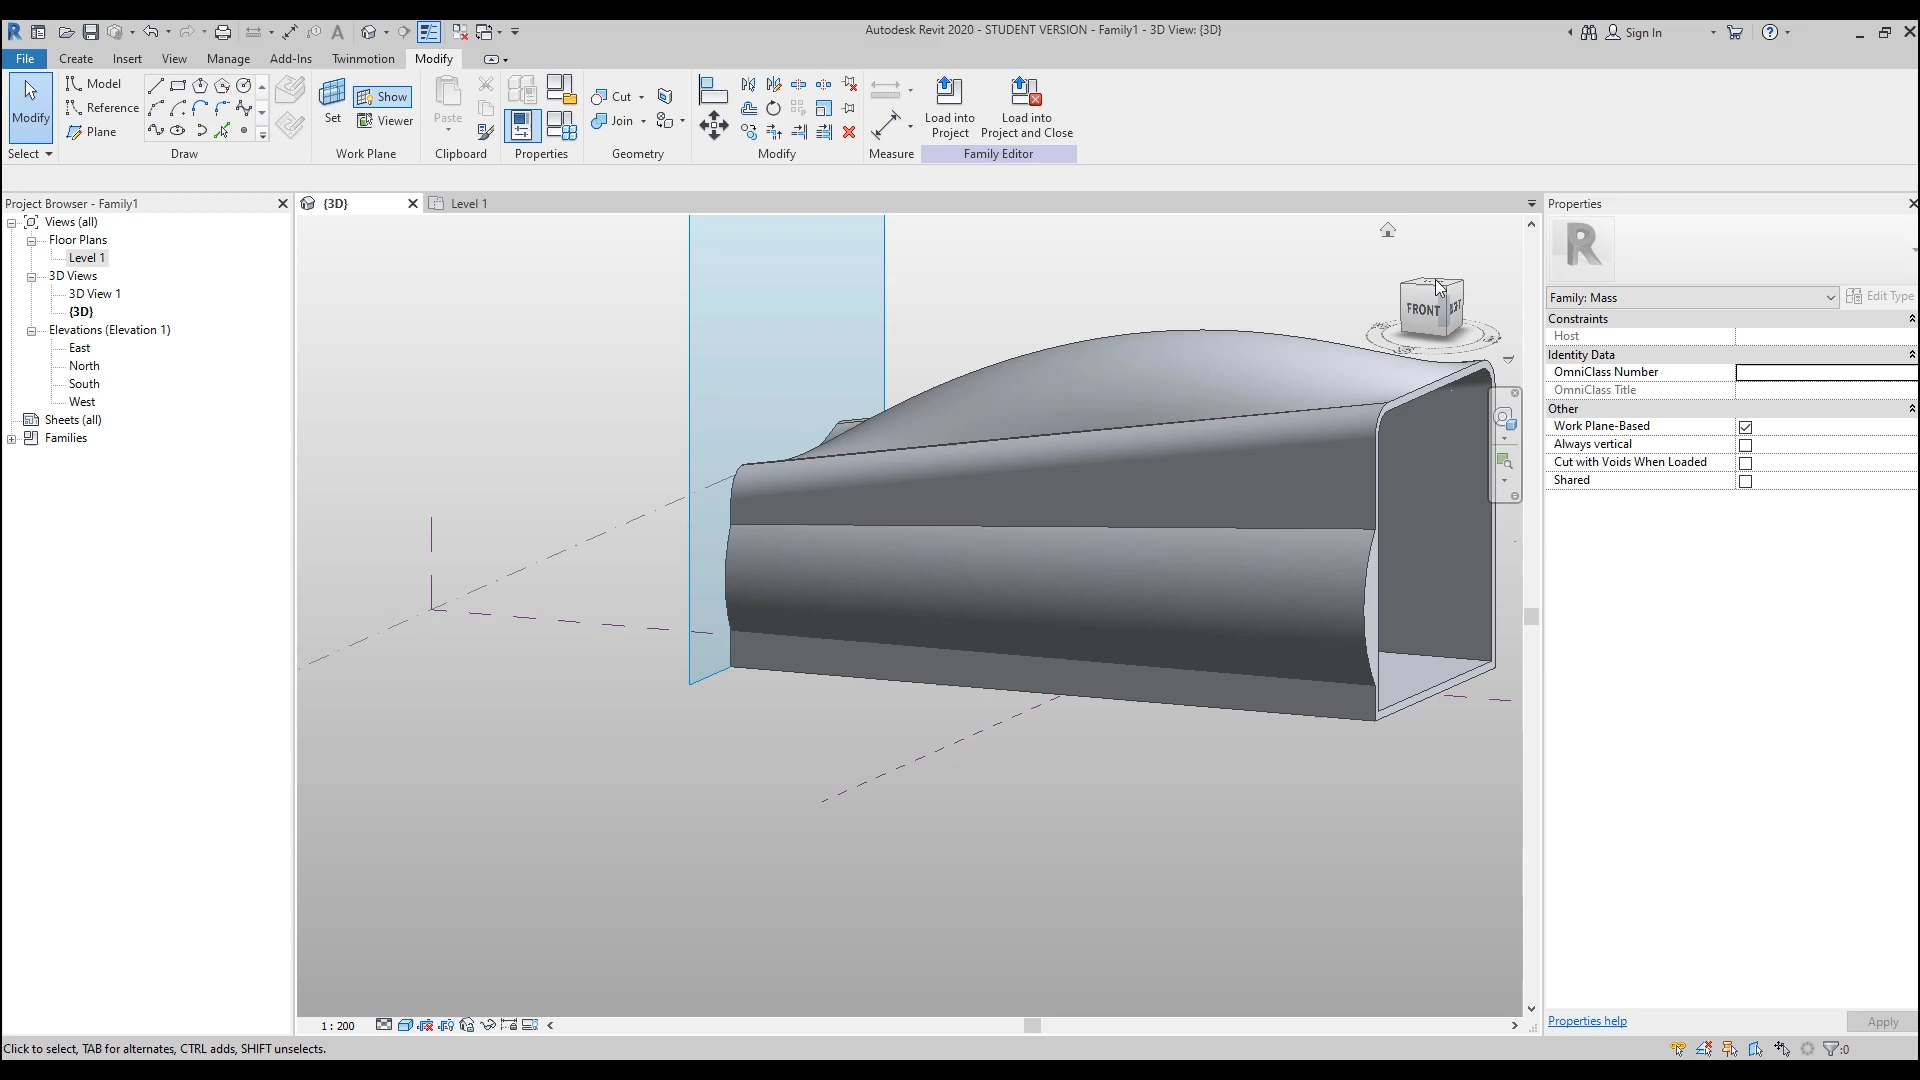 Autodesk Revit 2020 - STUDENT VERSION - Family1 - 3D View: {3D}
Sign In
File Create Insert View Manage Add-Ins Twinmotion Modify
Modify
Model
Reference
Plane
Set
Show
Viewer
Paste
Cut
Join
Load into Project
Load into Project and Close
Select
Draw
Work Plane
Clipboard
Properties
Geometry
Modify
Measure
Family Editor
Project Browser - Family1
Views (all)
Floor Plans
Level 1
3D Views
3D View 1
{3D}
Elevations (Elevation 1)
East
North
South
West
Sheets (all)
Families
{3D}
Level 1
FRONT
Properties
R
Family: Mass
Edit Type
Constraints
Host
Identity Data
OmniClass Number
OmniClass Title
Other
Work Plane-Based
Always vertical
Cut with Voids When Loaded
Shared
Properties help
Apply
1 : 200
Click to select, TAB for alternates, CTRL adds, SHIFT unselects.
:0